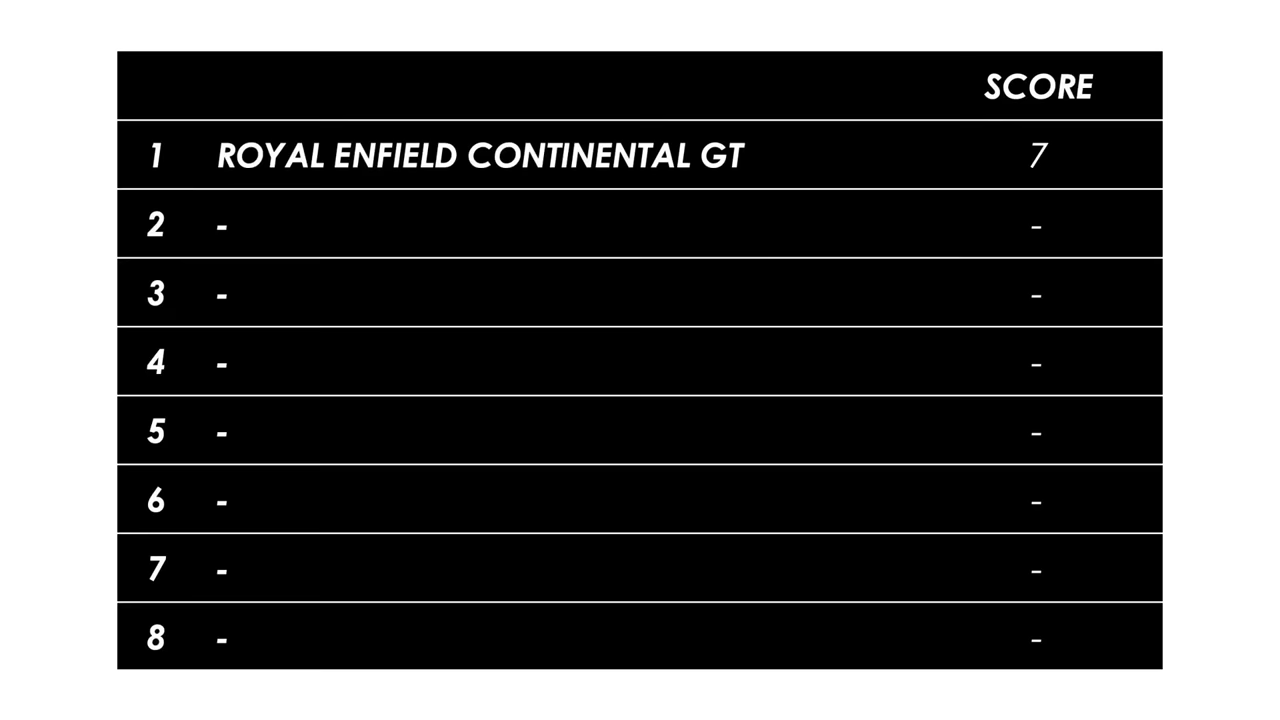 SCORE
1 ROYAL ENFIELD CONTINENTAL GT 7
2 - -
3 - -
4 - -
5 - -
6 - -
7 - -
8 - -